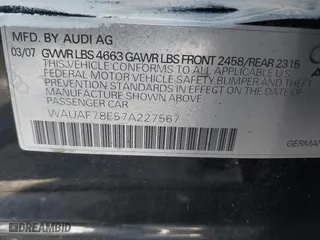 MFD. BY AUDI AG
03/07 GVWR LBS 4663 GAWR LBS FRONT 2458/REAR 2315
THIS VEHICLE CONFORMS TO ALL APPLICABLE U.S.
FEDERAL MOTOR VEHICLE
SAFETY BUMPER AND THEFT
PREVENTION STANDARDS IN EFFECT
ON THE DATE OF MANUFACTURE
PASSENGER CAR
WAUAF78E57A227567
GERMAN
DREAMBID